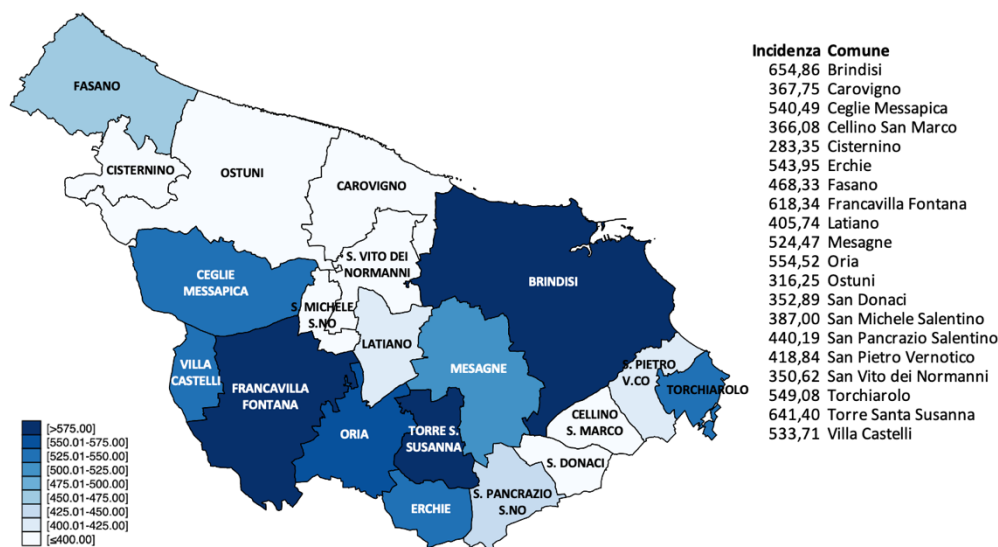 FASANO
CISTERNINO
OSTUNI
CAROVIGNO
S. VITO DEI
NORMANNI
CEGLIE
MESSAPICA
S. MICHELE
S.NO
BRINDISI
LATIANO
VILLA
CASTELLI
FRANCAVILLA
FONTANA
MESAGNE
S. PIETRO
V.CO
TORCHIAROLO
CELLINO
S. MARCO
ORIA
TORRE S.
SUSANNA
S. DONACI
S. PANCRAZIO
S.NO
ERCHIE
[>575.00]
[550.01-575.00]
[525.01-550.00]
[500.01-525.00]
[475.01-500.00]
[450.01-475.00]
[425.01-450.00]
[400.01-425.00]
[≤400.00]
Incidenza Comune
654,86 Brindisi
367,75 Carovigno
540,49 Ceglie Messapica
366,08 Cellino San Marco
283,35 Cisternino
543,95 Erchie
468,33 Fasano
618,34 Francavilla Fontana
405,74 Latiano
524,47 Mesagne
554,52 Oria
316,25 Ostuni
352,89 San Donaci
387,00 San Michele Salentino
440,19 San Pancrazio Salentino
418,84 San Pietro Vernotico
350,62 San Vito dei Normanni
549,08 Torchiarolo
641,40 Torre Santa Susanna
533,71 Villa Castelli